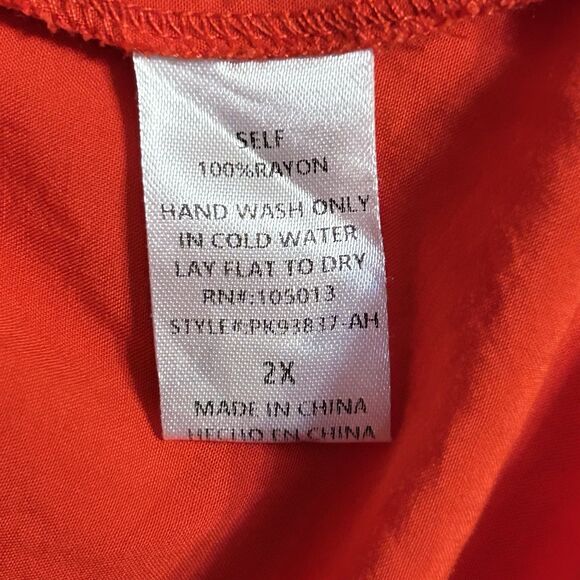 SELF
100%RAYON
HAND WASH ONLY
IN COLD WATER
LAY FLAT TO DRY
RN#:105013
STYLE#:PK93837-AH
2X
MADE IN CHINA
HECHO EN CHINA